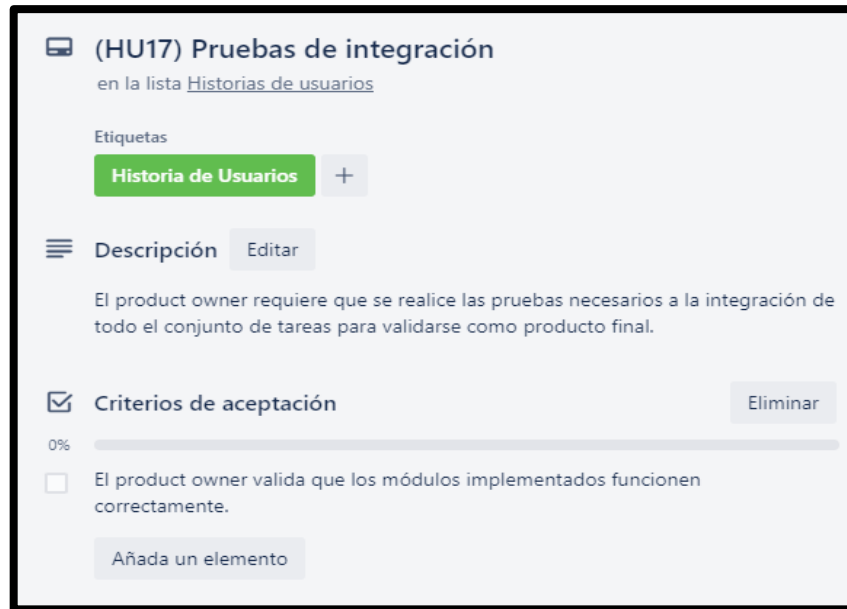 (HU17) Pruebas de integración
en la lista Historias de usuarios
Etiquetas
Historia de Usuarios +
Descripción Editar
El product owner requiere que se realice las pruebas necesarios a la integración de
todo el conjunto de tareas para validarse como producto final.
Criterios de aceptación Eliminar
0%
El product owner valida que los módulos implementados funcionen
correctamente.
Añada un elemento